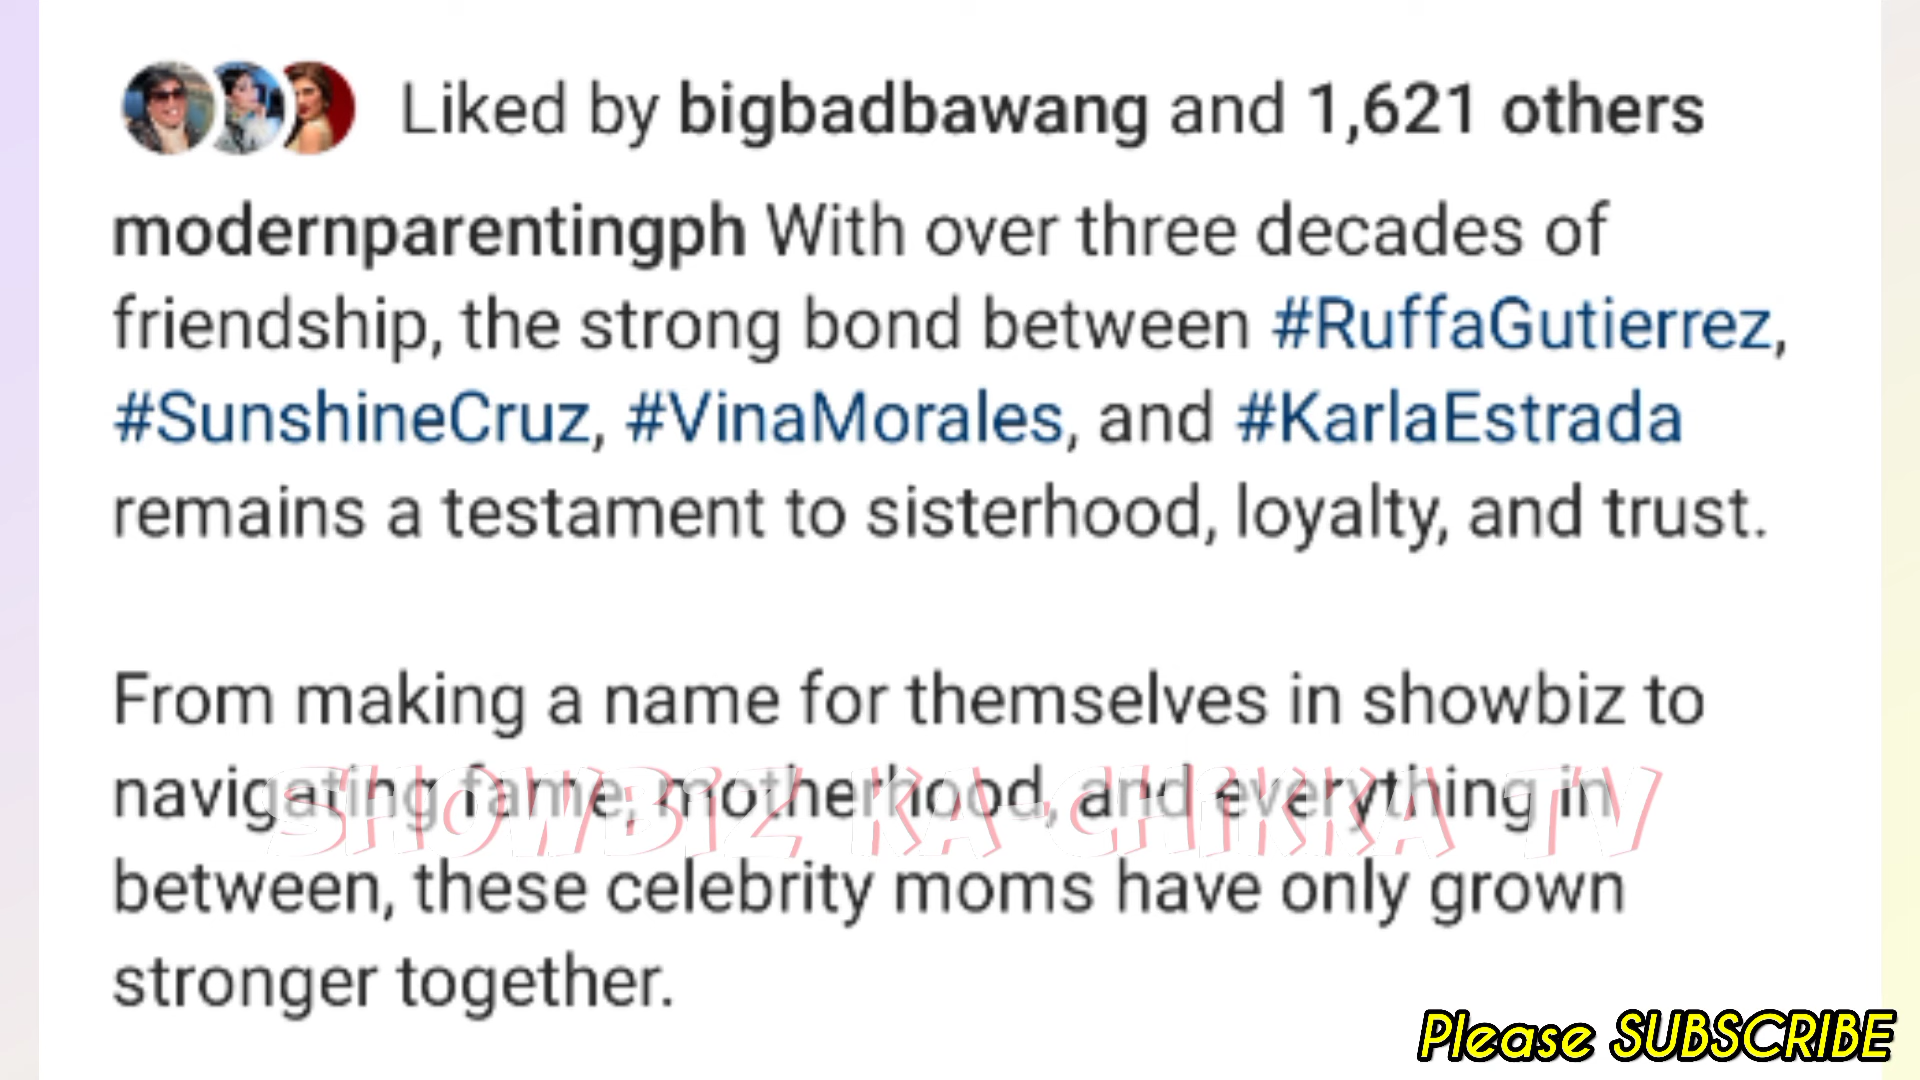 Liked by bigbadbawang and 1,621 others
modernparentingph With over three decades of
friendship, the strong bond between #RuffaGutierrez,
#SunshineCruz, #VinaMorales, and #KarlaEstrada
remains a testament to sisterhood, loyalty, and trust.
From making a name for themselves in showbiz to
navigating fame, motherhood, and everything in
SHOWBIZ KA-CHIKKA TV
between, these celebrity moms have only grown
stronger together.
Please SUBSCRIBE